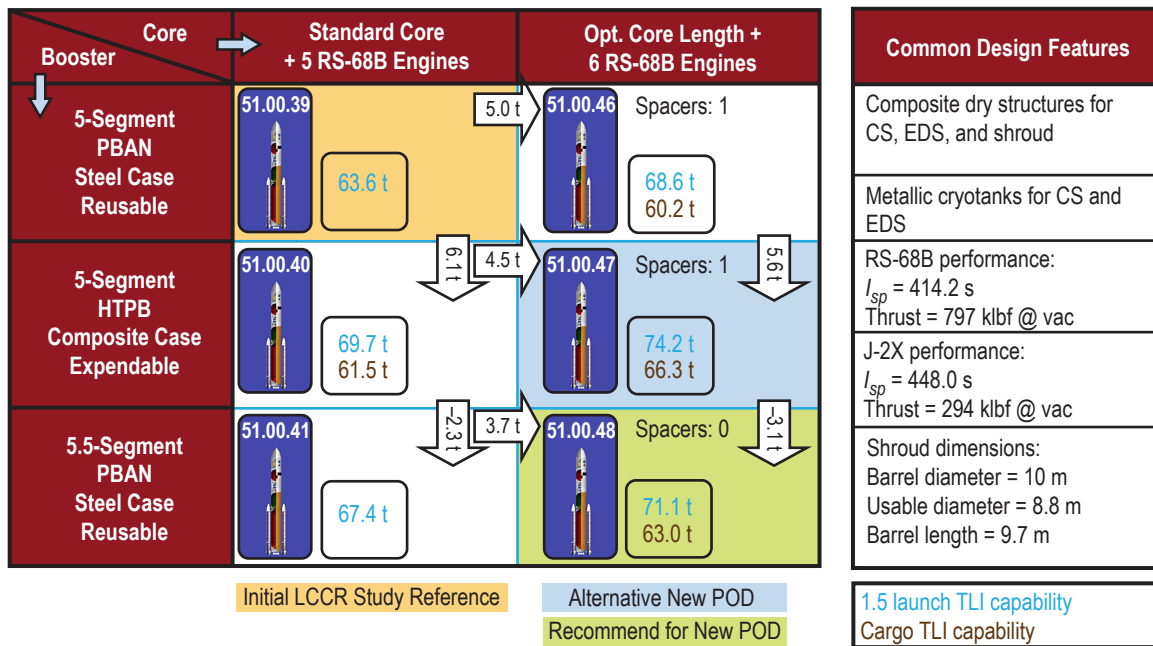 Core
Booster
Standard Core
+ 5 RS-68B Engines
Opt. Core Length +
6 RS-68B Engines
5-Segment
PBAN
Steel Case
Reusable
51.00.39
63.6 t
5.0 t
51.00.46
Spacers: 1
68.6 t
60.2 t
6.1 t
5.6 t
5-Segment
HTPB
Composite Case
Expendable
51.00.40
69.7 t
61.5 t
4.5 t
51.00.47
Spacers: 1
74.2 t
66.3 t
–2.3 t
–3.1 t
5.5-Segment
PBAN
Steel Case
Reusable
51.00.41
67.4 t
3.7 t
51.00.48
Spacers: 0
71.1 t
63.0 t
Initial LCCR Study Reference
Alternative New POD
Recommend for New POD
Common Design Features
Composite dry structures for
CS, EDS, and shroud
Metallic cryotanks for CS and
EDS
RS-68B performance:
Isp = 414.2 s
Thrust = 797 klbf @ vac
J-2X performance:
Isp = 448.0 s
Thrust = 294 klbf @ vac
Shroud dimensions:
Barrel diameter = 10 m
Usable diameter = 8.8 m
Barrel length = 9.7 m
1.5 launch TLI capability
Cargo TLI capability